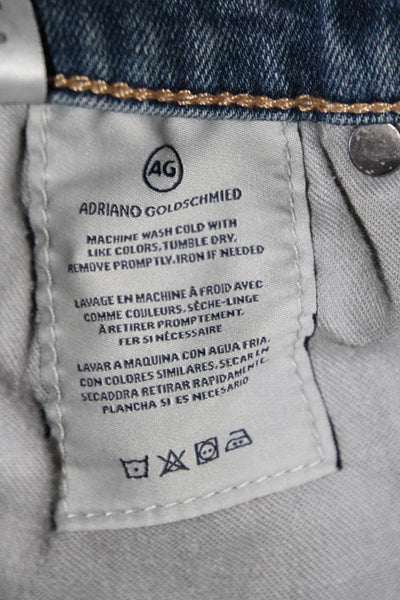 AG
ADRIANO GOLDSCHMIED
MACHINE WASH COLD WITH
LIKE COLORS, TUMBLE DRY,
REMOVE PROMPTLY, IRON IF NEEDED
LAVAGE EN MACHINE À FROID AVEC
COMME COULEURS, SÈCHE-LINGE
À RETIRER PROMPTEMENT,
FER SI NÉCESSAIRE
LAVAR A MAQUINA CON AGUA FRIA,
CON COLORES SIMILARES, SECAR EN
SECADORA RETIRAR RAPIDAMENTE,
PLANCHA SI ES NECESARIO